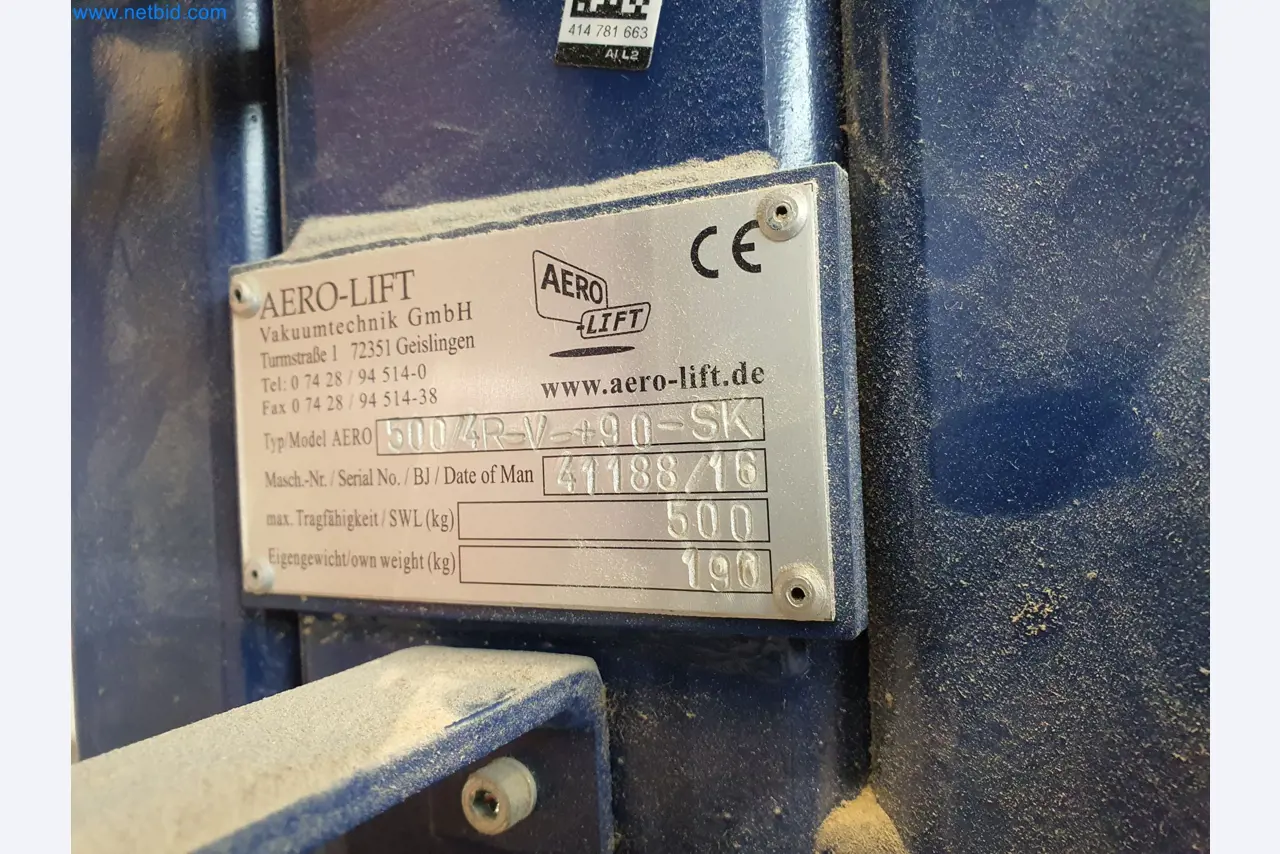 www.netbid.com
414 781 663
AI L2
CE
AERO-LIFT
Vakuumtechnik GmbH
Turmstraße 1 72351 Geislingen
Tel: 0 74 28 / 94 514-0
Fax 0 74 28 / 94 514-38
AERO
-LIFT
www.aero-lift.de
Typ/Model AERO 500/4R-V-+90-SK
Masch.-Nr. / Serial No. / BJ / Date of Man 41188/16
max. Tragfähigkeit / SWL (kg) 500
Eigengewicht/own weight (kg) 190